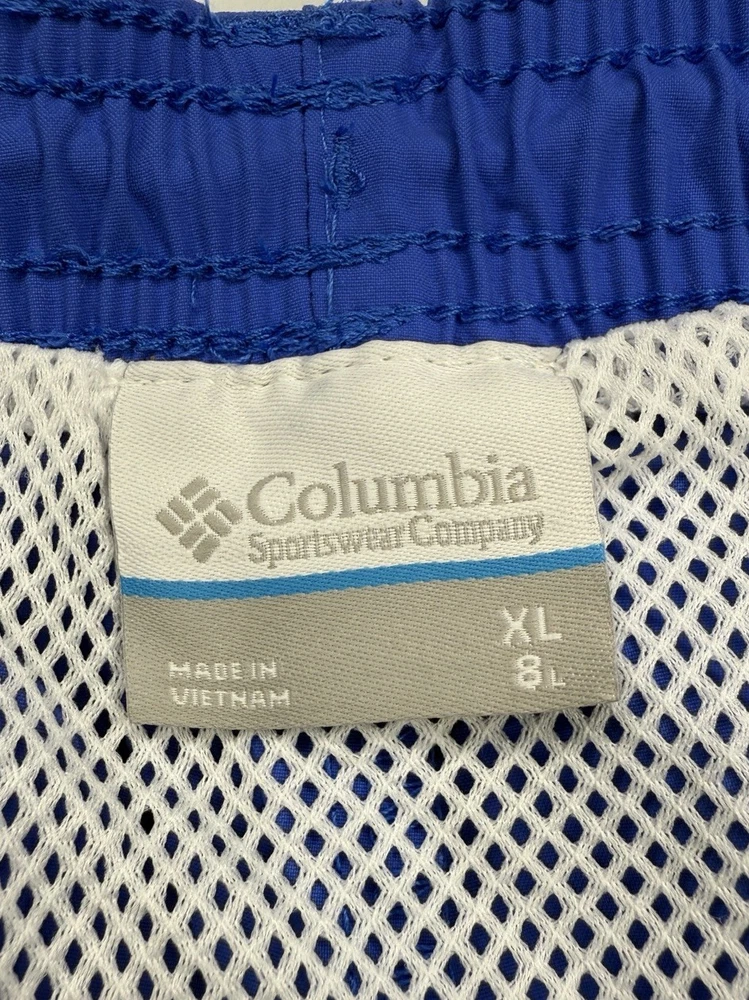 Columbia
Sportswear Company
XL
8L
MADE IN
VIETNAM